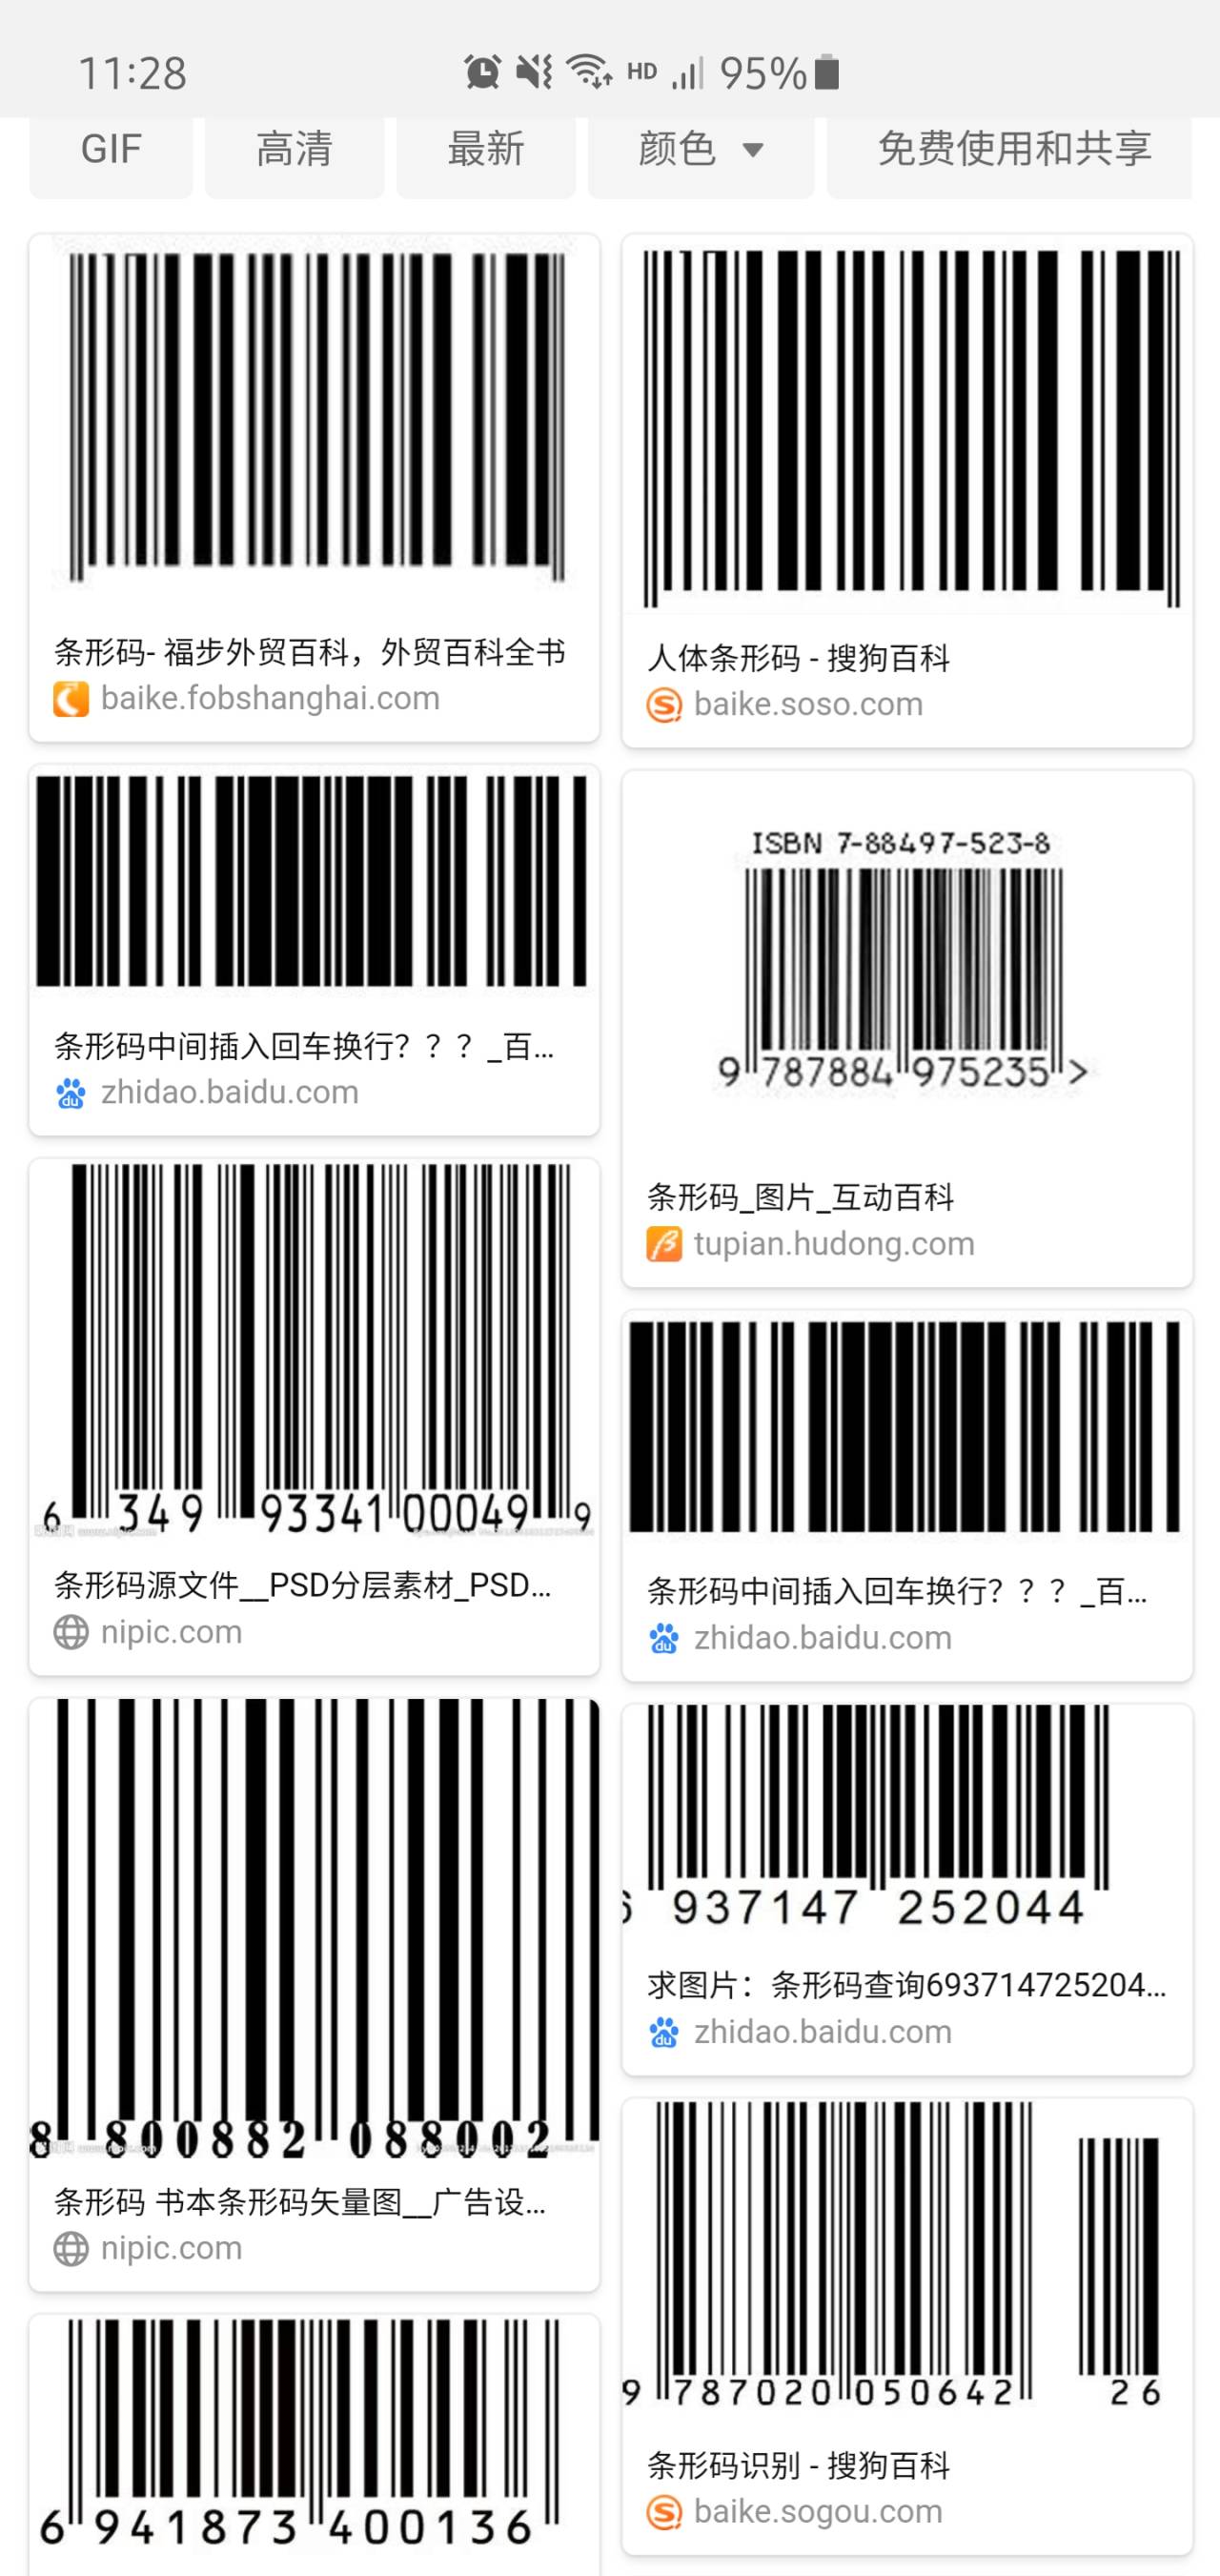 11:28
HD
95%
GIF
高清
最新
颜色
免费使用和共享
条形码- 福步外贸百科，外贸百科全书
baike.fobshanghai.com
人体条形码 - 搜狗百科
baike.soso.com
条形码中间插入回车换行？？？_百...
zhidao.baidu.com
ISBN 7-88497-523-8
9 787884 975235 >
条形码_图片_互动百科
tupian.hudong.com
6 349 93341 00049 9
条形码源文件__PSD分层素材_PSD...
nipic.com
条形码中间插入回车换行？？？_百...
zhidao.baidu.com
8 800882 088002
条形码 书本条形码矢量图__广告设...
nipic.com
6 937147 252044
求图片：条形码查询693714725204...
zhidao.baidu.com
9 787020 050642 26
条形码识别 - 搜狗百科
baike.sogou.com
6 941873 400136